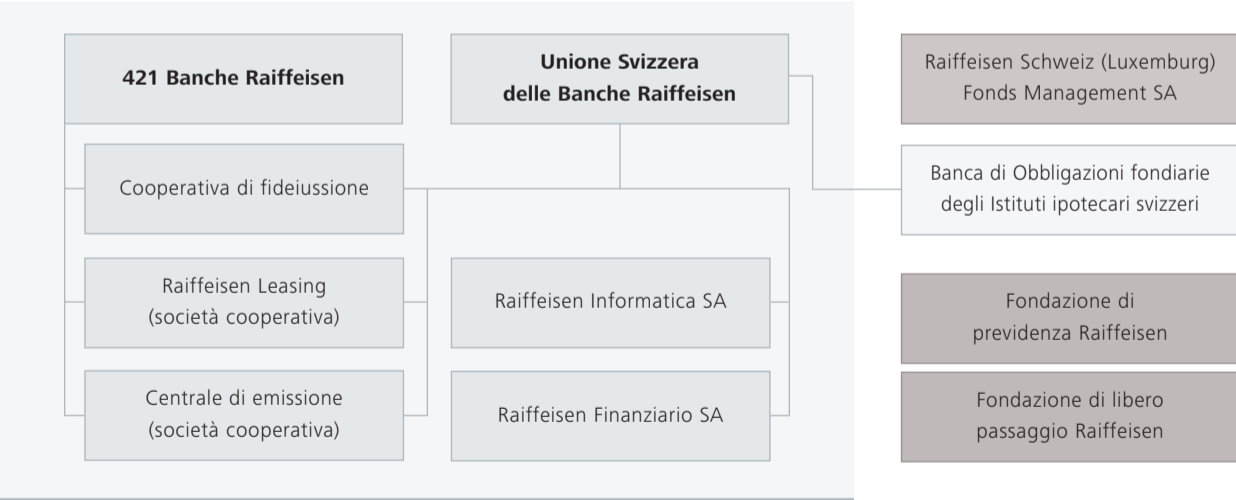 421 Banche Raiffeisen
Unione Svizzera
delle Banche Raiffeisen
Raiffeisen Schweiz (Luxemburg)
Fonds Management SA
Cooperativa di fideiussione
Banca di Obbligazioni fondiarie
degli Istituti ipotecari svizzeri
Raiffeisen Leasing
(società cooperativa)
Raiffeisen Informatica SA
Fondazione di
previdenza Raiffeisen
Centrale di emissione
(società cooperativa)
Raiffeisen Finanziario SA
Fondazione di libero
passaggio Raiffeisen